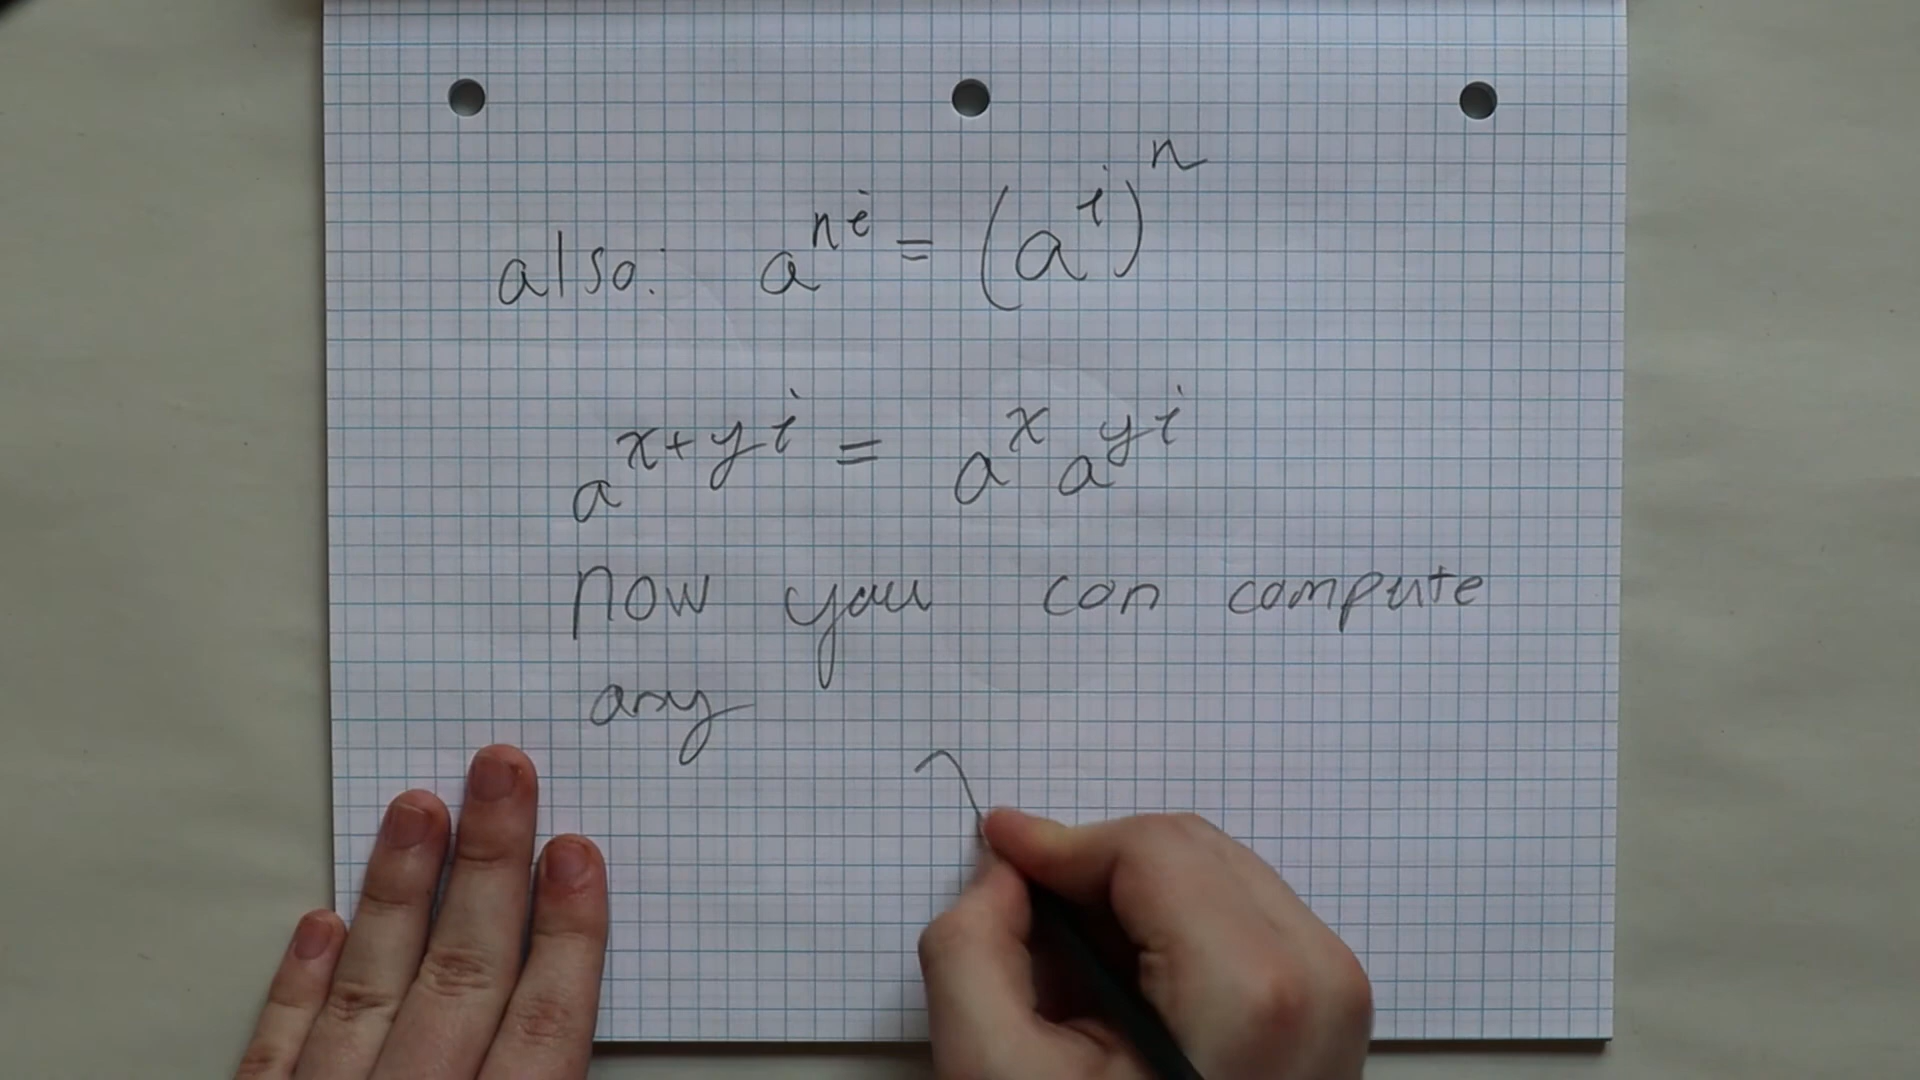 also: a^{ni} = (a^i)^n
a^{x+yi} = a^x a^{yi}
now you can compute
any